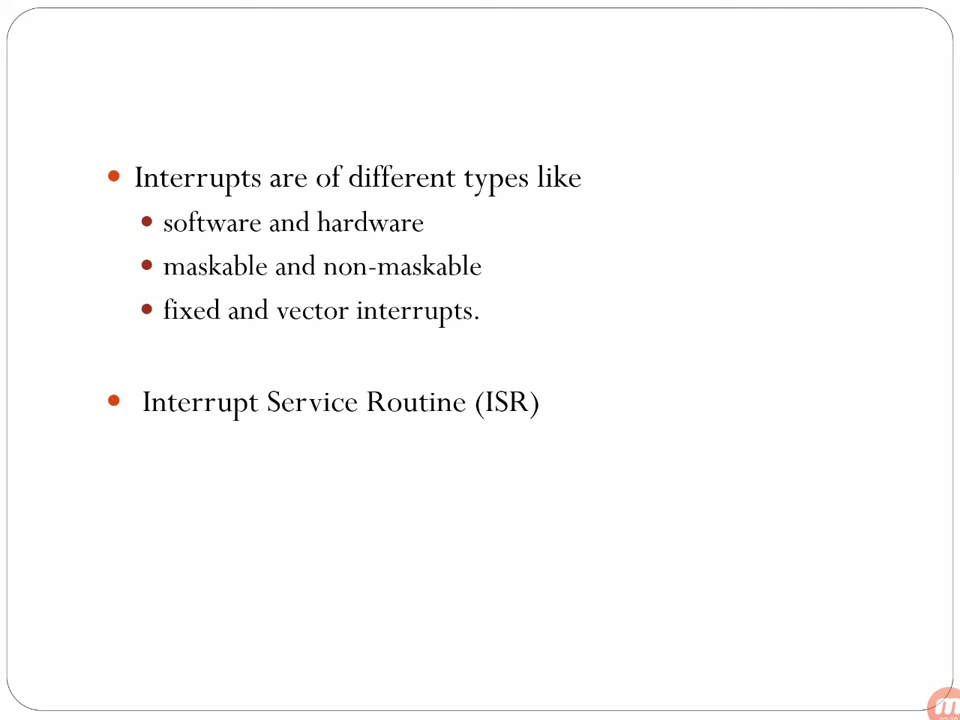 Interrupts are of different types like
software and hardware
maskable and non-maskable
fixed and vector interrupts.
Interrupt Service Routine (ISR)